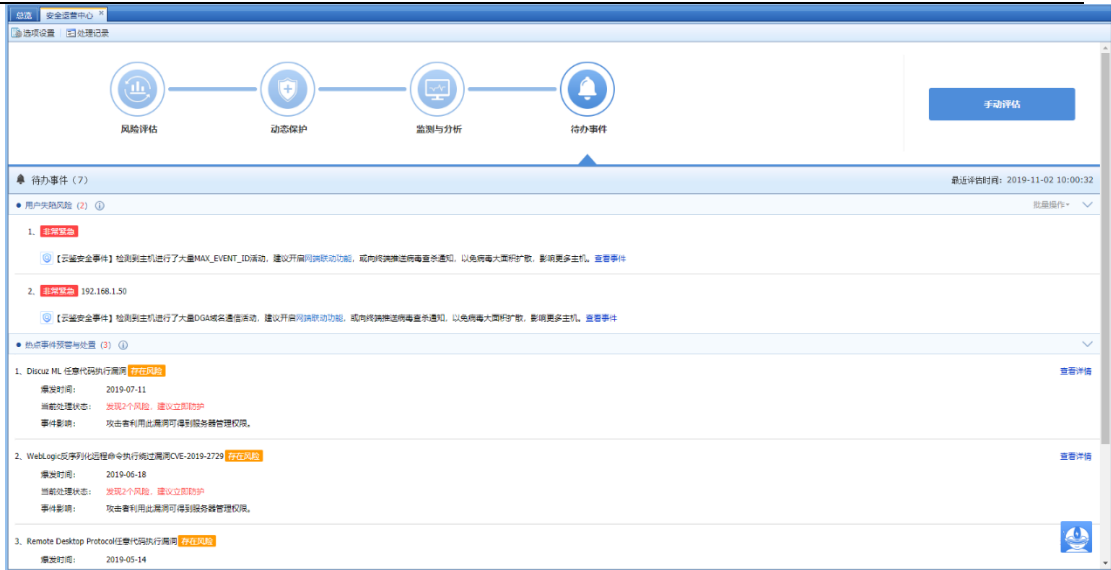 总览 安全运营中心 ×
选项设置 处理记录
风险评估 动态保护 监测与分析 待办事件
手动评估
待办事件（7） 最近评估时间：2019-11-02 10:00:32
用户失陷风险 (2) 批量操作
1、非常紧急
【云鉴安全事件】检测到主机进行了大量MAX_EVENT_ID活动，建议开启网端联动功能，或向终端推送病毒查杀通知，以免病毒大面积扩散，影响更多主机。查看事件
2、非常紧急 192.168.1.50
【云鉴安全事件】检测到主机进行了大量DGA域名通信活动，建议开启网端联动功能，或向终端推送病毒查杀通知，以免病毒大面积扩散，影响更多主机。查看事件
热点事件预警与处置 (3)
1、Discuz ML 任意代码执行漏洞 存在风险 查看详情
爆发时间： 2019-07-11
当前处理状态： 发现2个风险，建议立即防护
事件影响： 攻击者利用此漏洞可得到服务器管理权限。
2、WebLogic反序列化远程命令执行绕过漏洞CVE-2019-2729 存在风险 查看详情
爆发时间： 2019-06-18
当前处理状态： 发现2个风险，建议立即防护
事件影响： 攻击者利用此漏洞可得到服务器管理权限。
3、Remote Desktop Protocol任意代码执行漏洞 存在风险
爆发时间： 2019-05-14